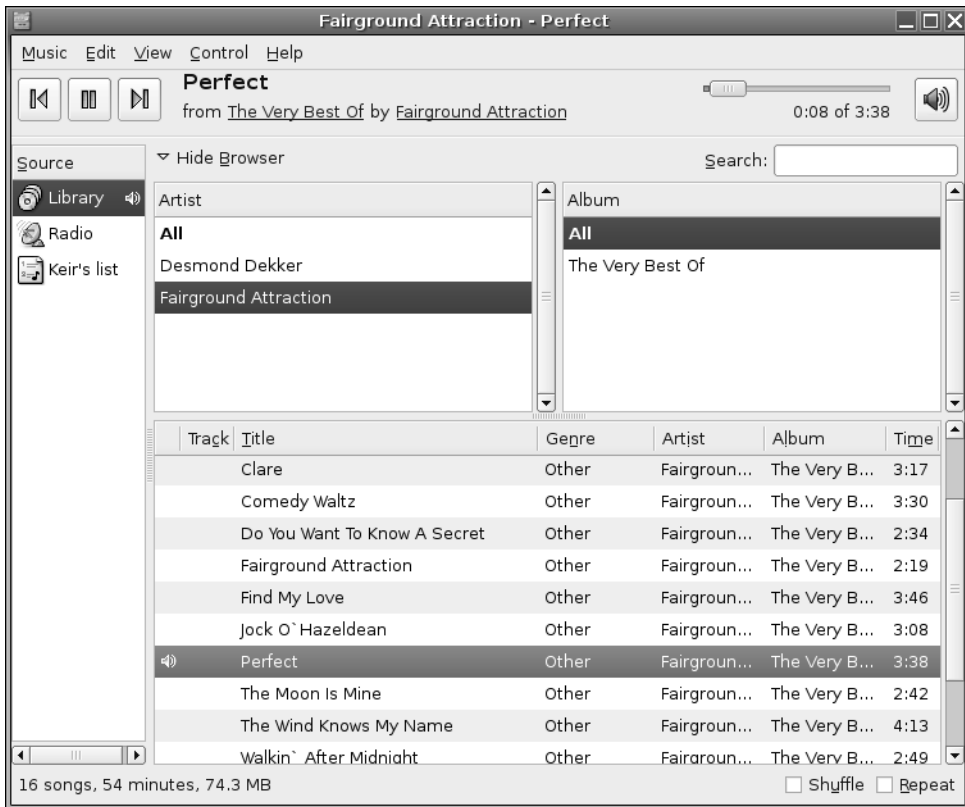 Fairground Attraction - Perfect
Music Edit View Control Help
Perfect
from The Very Best Of by Fairground Attraction
0:08 of 3:38
Source
Hide Browser
Search:
Library
Radio
Keir's list
Artist
All
Desmond Dekker
Fairground Attraction
Album
All
The Very Best Of
Track Title Genre Artist Album Time
Clare Other Fairgroun... The Very B... 3:17
Comedy Waltz Other Fairgroun... The Very B... 3:30
Do You Want To Know A Secret Other Fairgroun... The Very B... 2:34
Fairground Attraction Other Fairgroun... The Very B... 2:19
Find My Love Other Fairgroun... The Very B... 3:46
Jock O`Hazeldean Other Fairgroun... The Very B... 3:08
Perfect Other Fairgroun... The Very B... 3:38
The Moon Is Mine Other Fairgroun... The Very B... 2:42
The Wind Knows My Name Other Fairgroun... The Very B... 4:13
Walkin` After Midnight Other Fairgroun... The Very B... 2:49
16 songs, 54 minutes, 74.3 MB
Shuffle Repeat